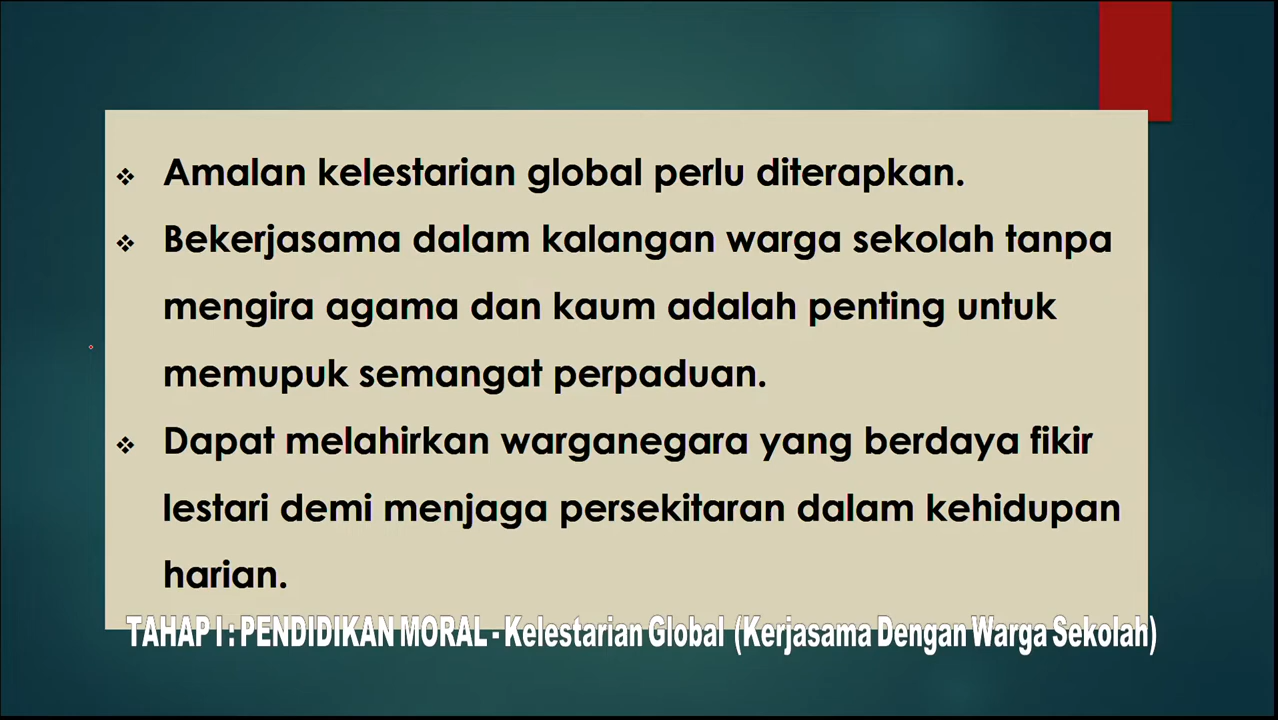 ❖ Amalan kelestarian global perlu diterapkan.
❖ Bekerjasama dalam kalangan warga sekolah tanpa
mengira agama dan kaum adalah penting untuk
memupuk semangat perpaduan.
❖ Dapat melahirkan warganegara yang berdaya fikir
lestari demi menjaga persekitaran dalam kehidupan
harian.
TAHAP I : PENDIDIKAN MORAL - Kelestarian Global (Kerjasama Dengan Warga Sekolah)